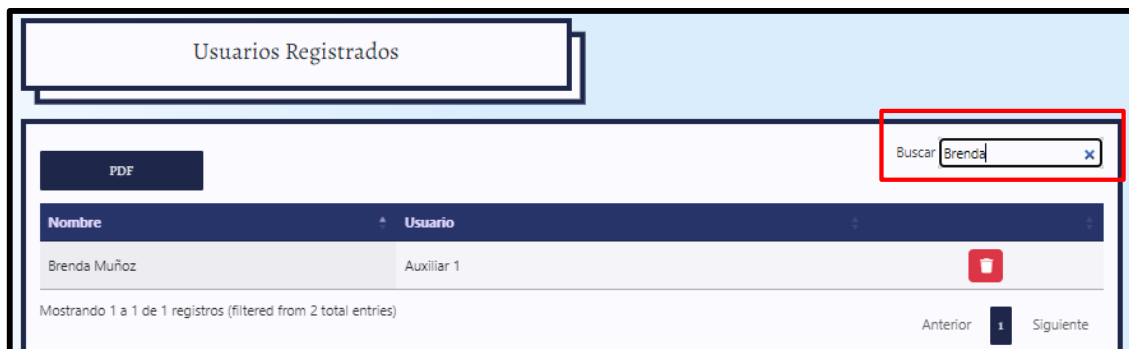 Usuarios Registrados
Buscar Brenda
PDF
Nombre Usuario
Brenda Muñoz Auxiliar 1
Mostrando 1 a 1 de 1 registros (filtered from 2 total entries)
Anterior 1 Siguiente